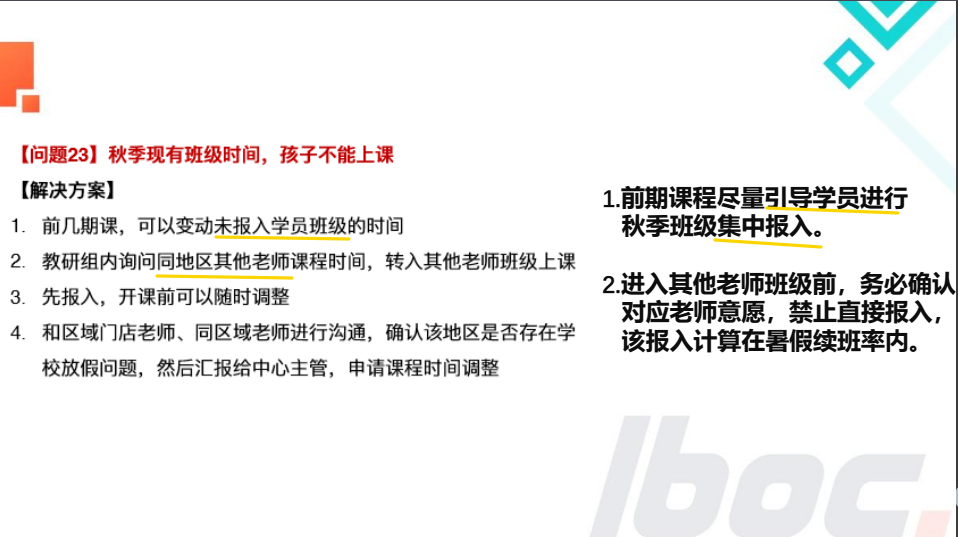 【问题23】秋季现有班级时间，孩子不能上课
【解决方案】
1. 前几期课，可以变动未报入学员班级的时间
2. 教研组内询问同地区其他老师课程时间，转入其他老师班级上课
3. 先报入，开课前可以随时调整
4. 和区域门店老师、同区域老师进行沟通，确认该地区是否存在学
校放假问题，然后汇报给中心主管，申请课程时间调整
1.前期课程尽量引导学员进行
秋季班级集中报入。
2.进入其他老师班级前，务必确认
对应老师意愿，禁止直接报入，
该报入计算在暑假续班率内。
lboc.